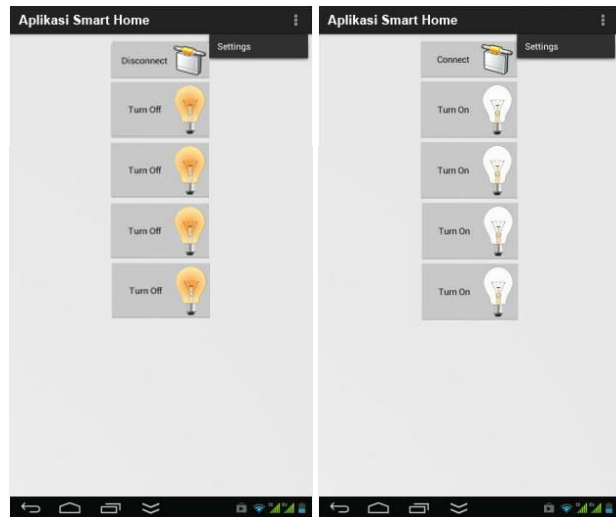 Aplikasi Smart Home
Settings
Disconnect
Turn Off
Turn Off
Turn Off
Turn Off
Aplikasi Smart Home
Settings
Connect
Turn On
Turn On
Turn On
Turn On